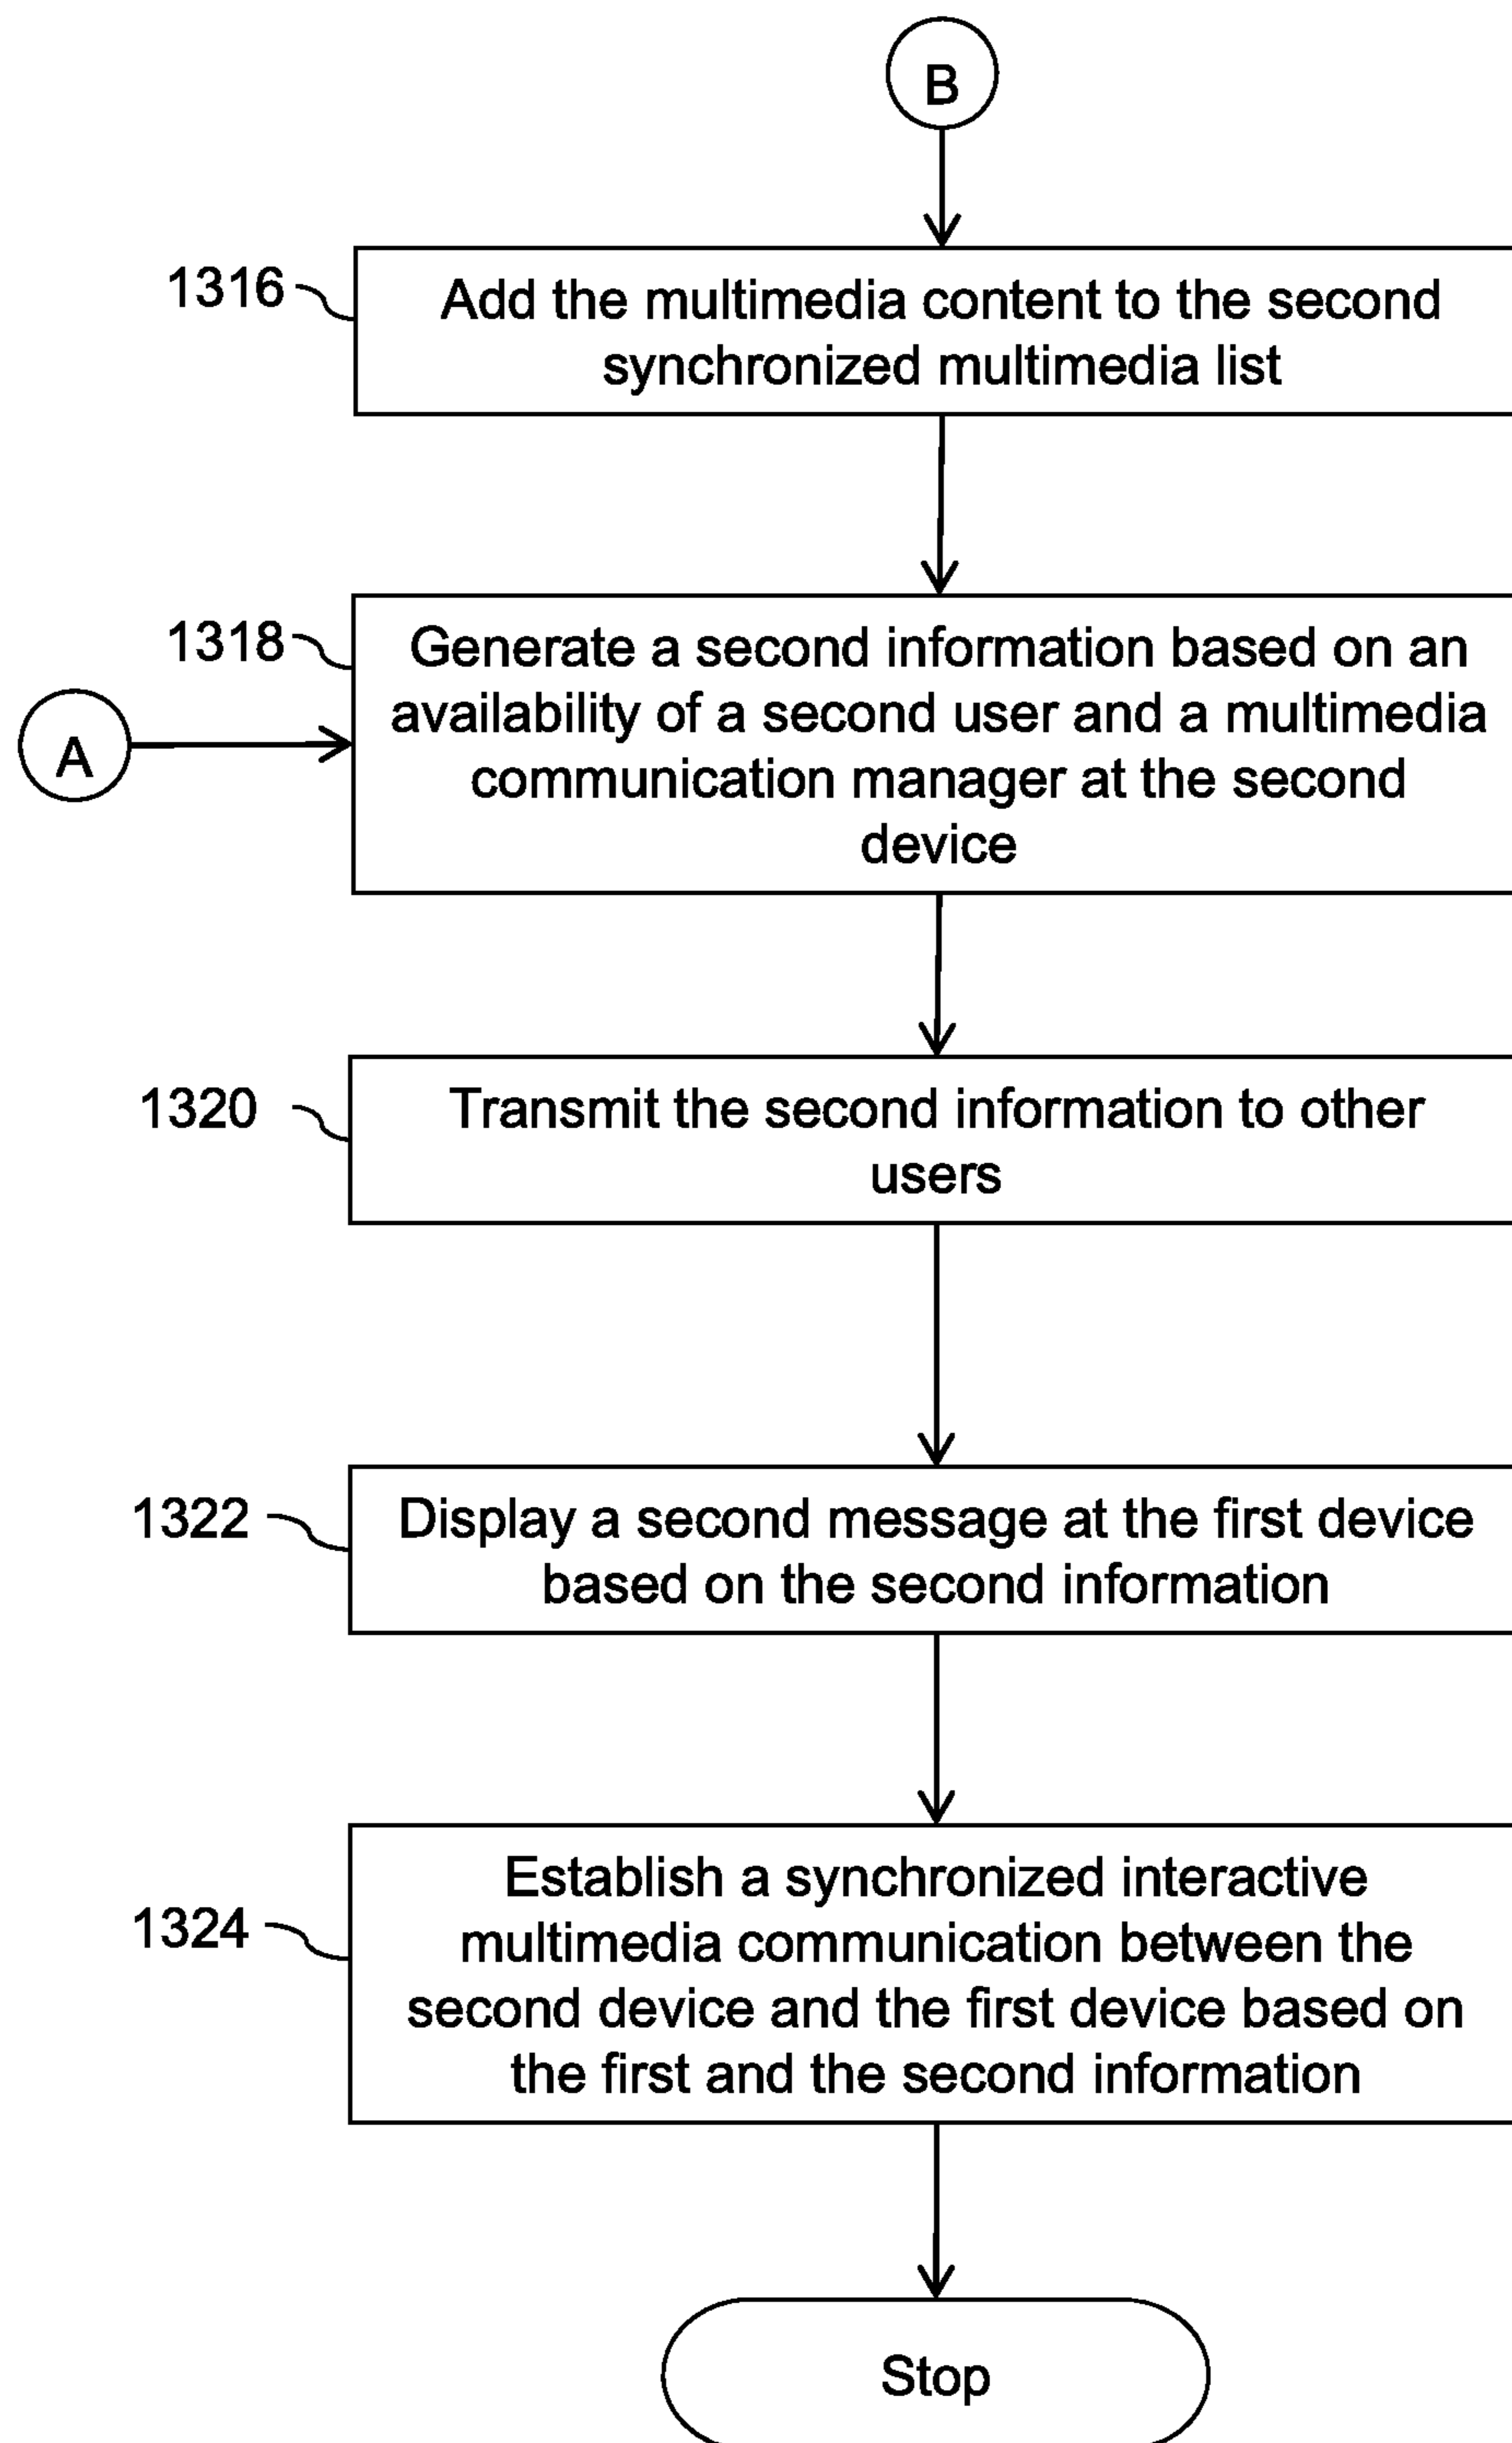 B
1316
Add the multimedia content to the second
synchronized multimedia list
1318
Generate a second information based on an
availability of a second user and a multimedia
communication manager at the second
device
A
1320
Transmit the second information to other
users
1322
Display a second message at the first device
based on the second information
1324
Establish a synchronized interactive
multimedia communication between the
second device and the first device based on
the first and the second information
Stop